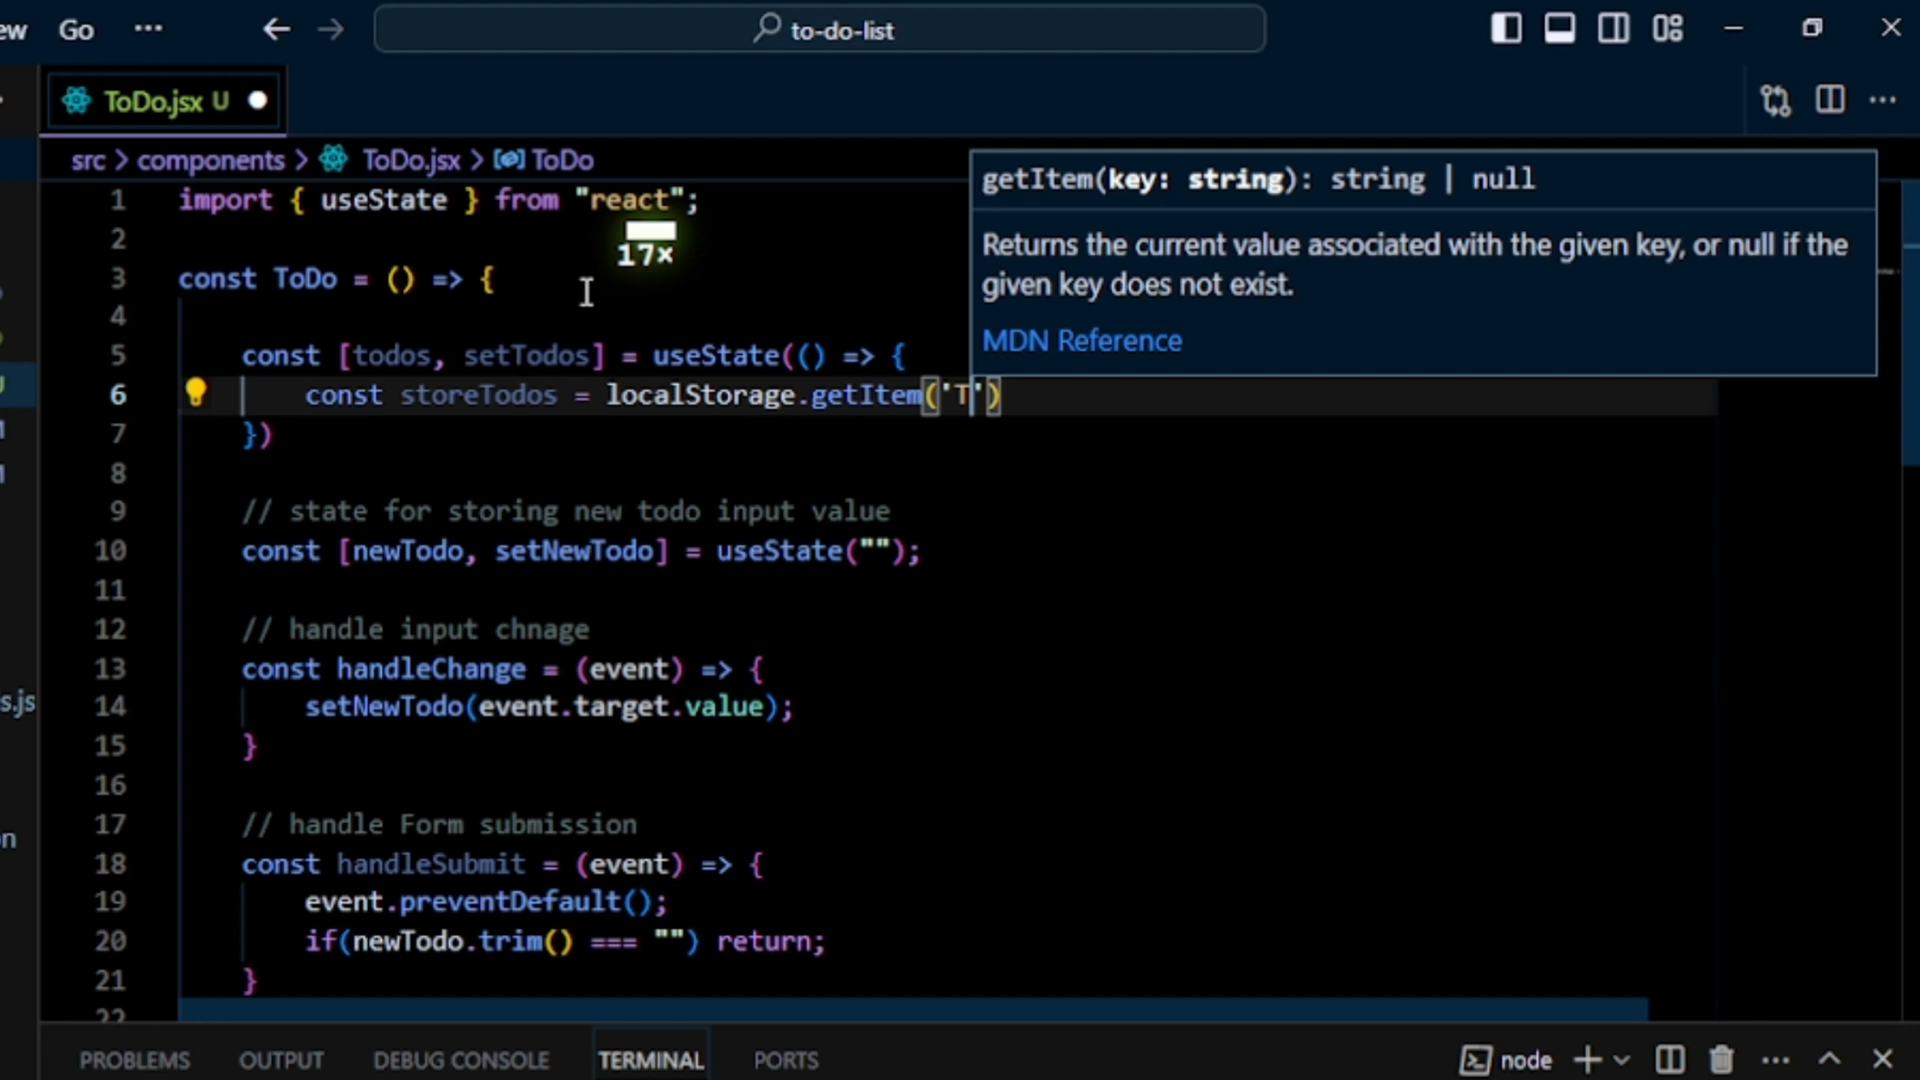 Go ···
to-do-list
ToDo.jsx U
src > components > ToDo.jsx > ToDo
getItem(key: string): string | null
Returns the current value associated with the given key, or null if the
given key does not exist.
MDN Reference
17×
1 import { useState } from "react";
2
3 const ToDo = () => {
4
5 const [todos, setTodos] = useState(() => {
6 const storeTodos = localStorage.getItem('T')
7 })
8
9 // state for storing new todo input value
10 const [newTodo, setNewTodo] = useState("");
11
12 // handle input chnage
13 const handleChange = (event) => {
14 setNewTodo(event.target.value);
15 }
16
17 // handle Form submission
18 const handleSubmit = (event) => {
19 event.preventDefault();
20 if(newTodo.trim() === "") return;
21 }
22
s.js
PROBLEMS OUTPUT DEBUG CONSOLE TERMINAL PORTS
node